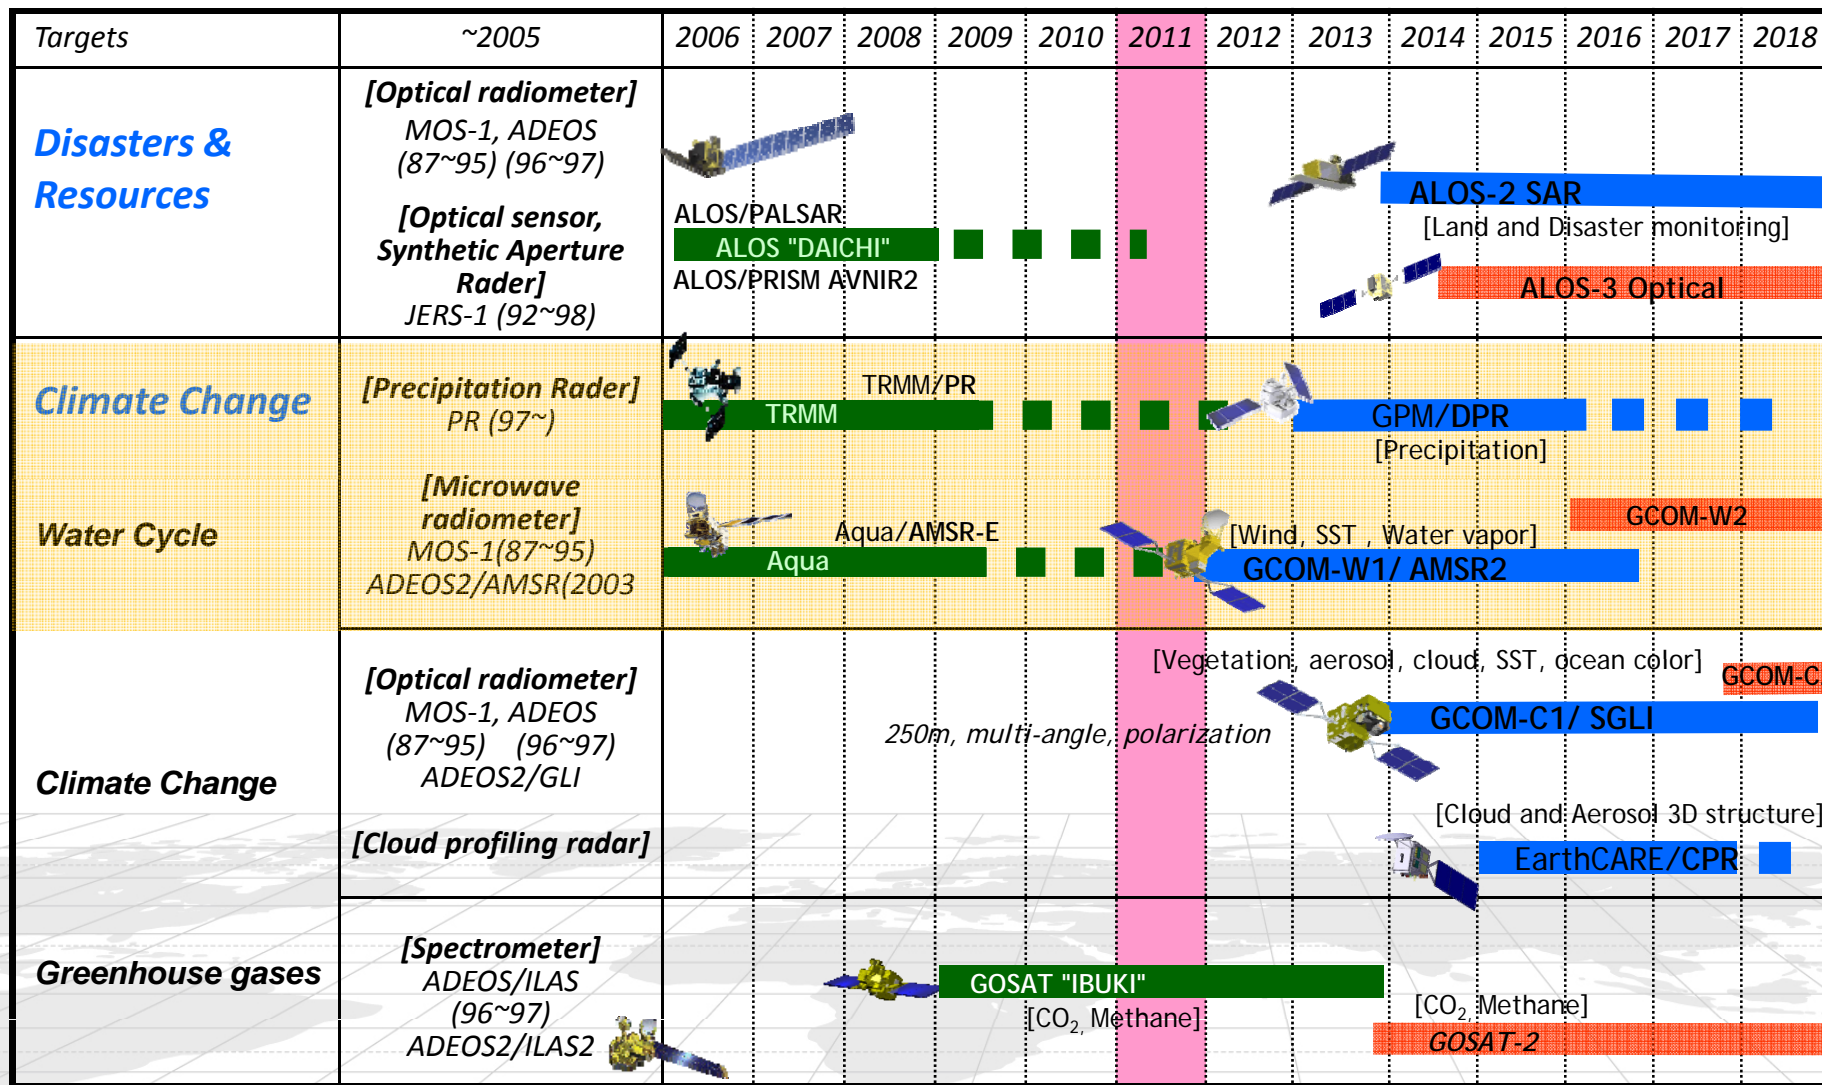 Targets ~2005 2006 2007 2008 2009 2010 2011 2012 2013 2014 2015 2016 2017 2018
Disasters &
Resources
[Optical radiometer]
MOS-1, ADEOS
(87~95) (96~97)
[Optical sensor,
Synthetic Aperture
Rader]
JERS-1 (92~98)
ALOS/PALSAR
ALOS "DAICHI"
ALOS/PRISM AVNIR2
ALOS-2 SAR
[Land and Disaster monitoring]
ALOS-3 Optical
Climate Change
[Precipitation Rader]
PR (97~)
TRMM/PR
TRMM
GPM/DPR
[Precipitation]
Water Cycle
[Microwave
radiometer]
MOS-1(87~95)
ADEOS2/AMSR(2003
Aqua/AMSR-E
Aqua
GCOM-W2
[Wind, SST , Water vapor]
GCOM-W1/ AMSR2
Climate Change
[Optical radiometer]
MOS-1, ADEOS
(87~95) (96~97)
ADEOS2/GLI
[Vegetation, aerosol, cloud, SST, ocean color]
GCOM-C
GCOM-C1/ SGLI
250m, multi-angle, polarization
[Cloud profiling radar]
[Cloud and Aerosol 3D structure]
EarthCARE/CPR
Greenhouse gases
[Spectrometer]
ADEOS/ILAS
(96~97)
ADEOS2/ILAS2
GOSAT "IBUKI"
[CO2, Methane]
[CO2, Methane]
GOSAT-2